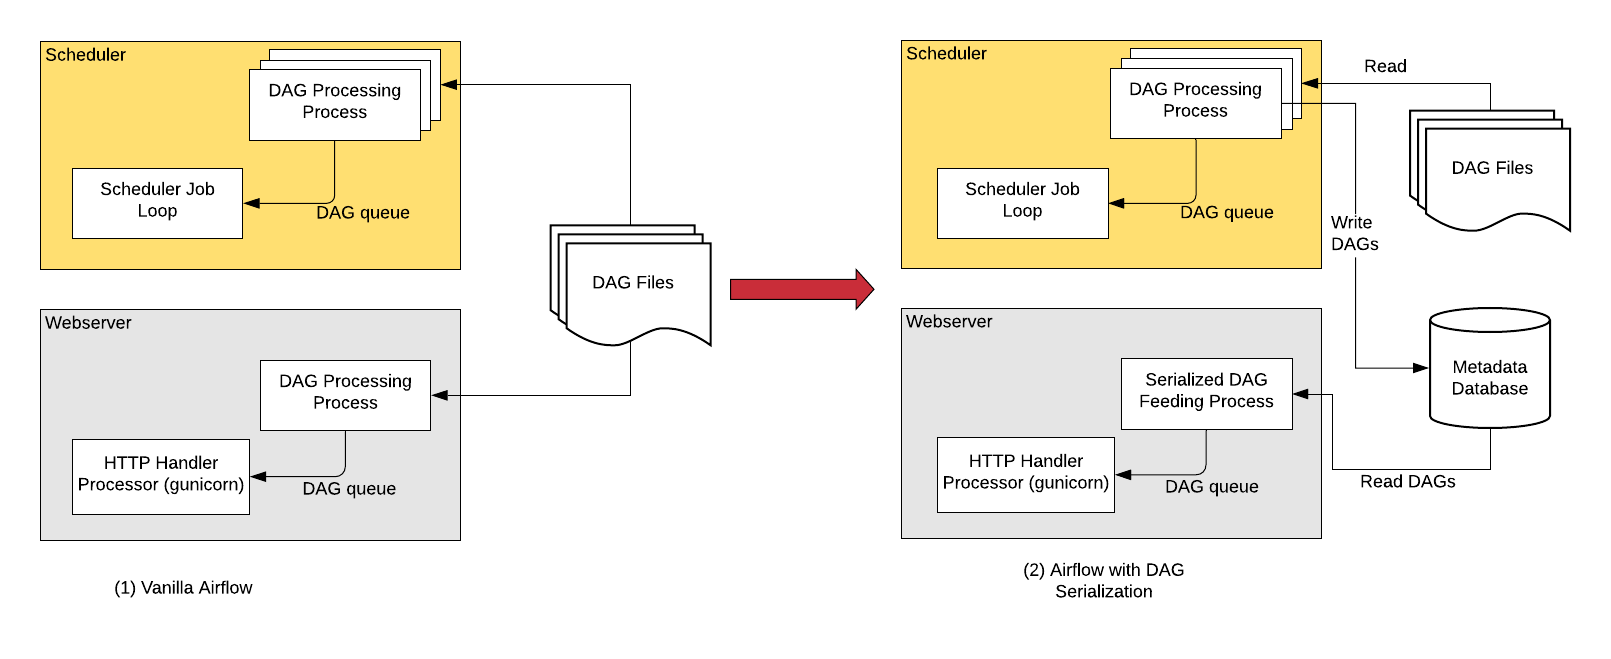 Scheduler
DAG Processing
Process
Scheduler Job
Loop
DAG queue
DAG Files
Webserver
DAG Processing
Process
HTTP Handler
Processor (gunicorn)
DAG queue
(1) Vanilla Airflow
Scheduler
DAG Processing
Process
Scheduler Job
Loop
DAG queue
Read
DAG Files
Write
DAGs
Webserver
Serialized DAG
Feeding Process
HTTP Handler
Processor (gunicorn)
DAG queue
Metadata
Database
Read DAGs
(2) Airflow with DAG
Serialization